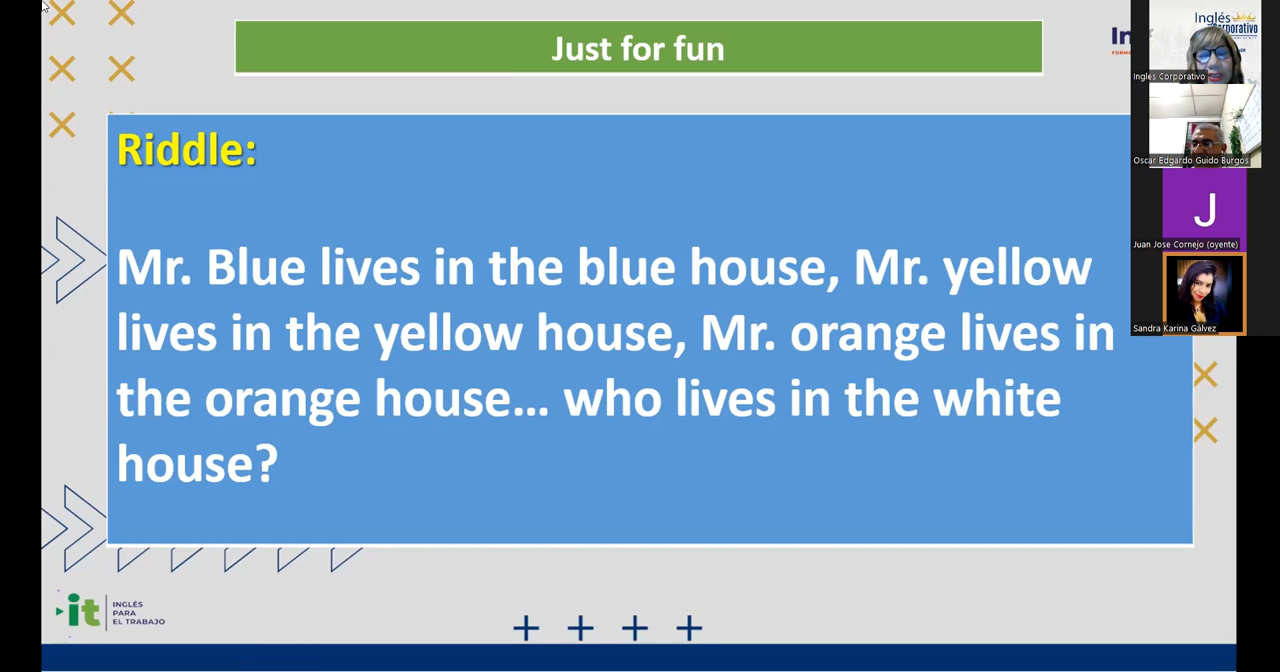 Just for fun
Riddle:
Mr. Blue lives in the blue house, Mr. yellow
lives in the yellow house, Mr. orange lives in
the orange house... who lives in the white
house?
it
INGLÉS
PARA
EL TRABAJO
Inglés
Corporativo
Ingles Corporativo
Oscar Edgardo Guido Burgos
J
Juan Jose Cornejo (oyente)
Sandra Karina Gálvez